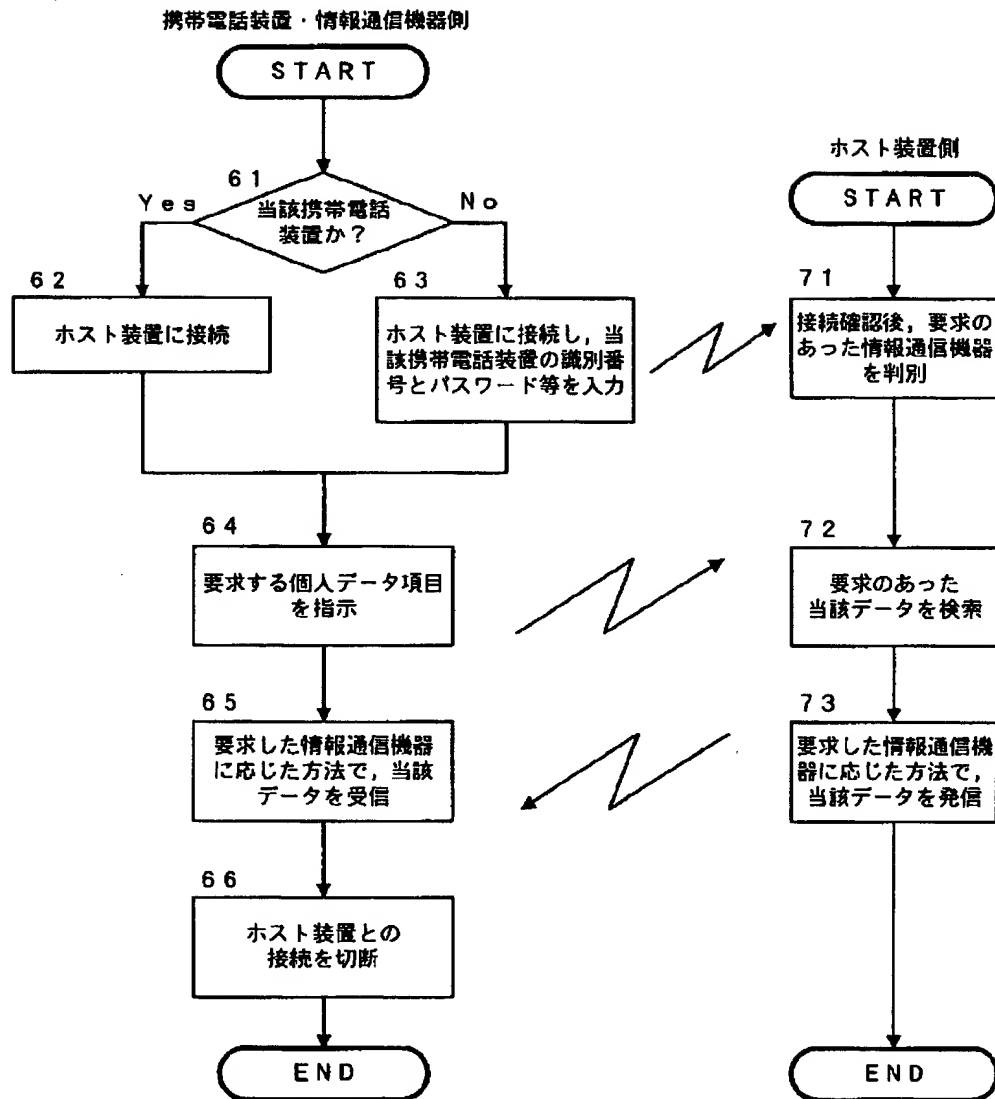 携帯電話装置・情報通信機器側
START
61
Yes
No
当該携帯電話
装置か?
62
ホスト装置に接続
63
ホスト装置に接続し,当
該携帯電話装置の識別番
号とパスワード等を入力
64
要求する個人データ項目
を指示
65
要求した情報通信機器
に応じた方法で,当該
データを受信
66
ホスト装置との
接続を切断
END
ホスト装置側
START
71
接続確認後,要求の
あった情報通信機器
を判別
72
要求のあった
当該データを検索
73
要求した情報通信機
器に応じた方法で,
当該データを発信
END